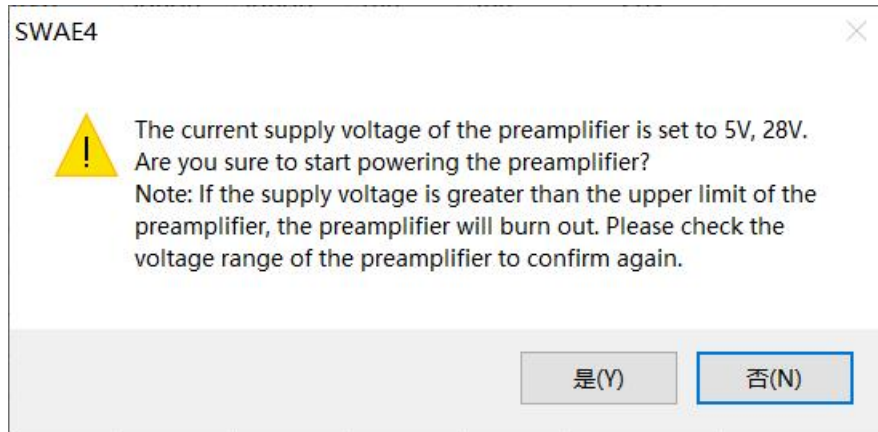 SWAE4
The current supply voltage of the preamplifier is set to 5V, 28V.
Are you sure to start powering the preamplifier?
Note: If the supply voltage is greater than the upper limit of the
preamplifier, the preamplifier will burn out. Please check the
voltage range of the preamplifier to confirm again.
是(Y)
否(N)